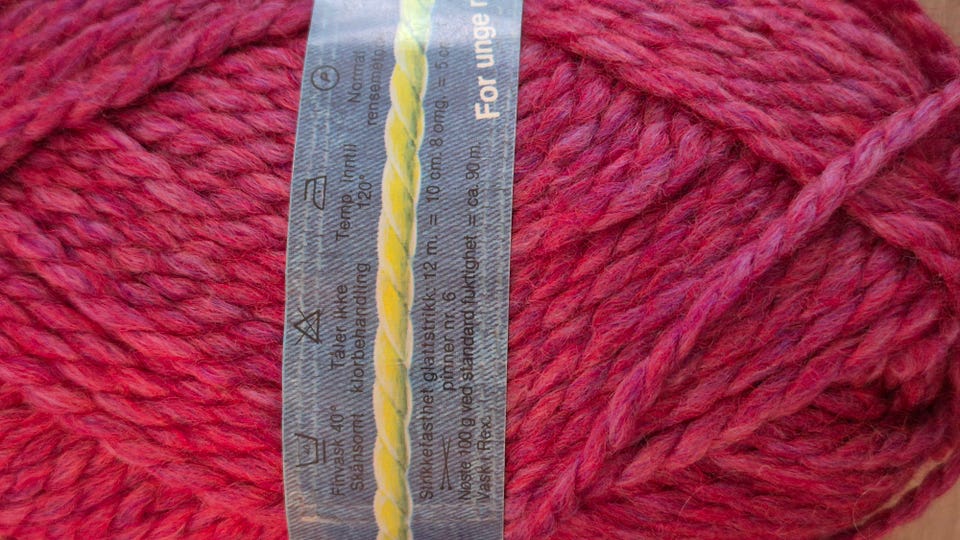 Finvask 40° Tåler ikke Temp inntil Normal
Skånsomt klorbehandling 120°
Strikkefasthet glattstrikk: 12 m. = 10 cm. 8 omg. = 5
pinner nr. 6
Nøste 100 g ved standard fuktighet = ca. 90 m.
Vask i Rex.
For unge